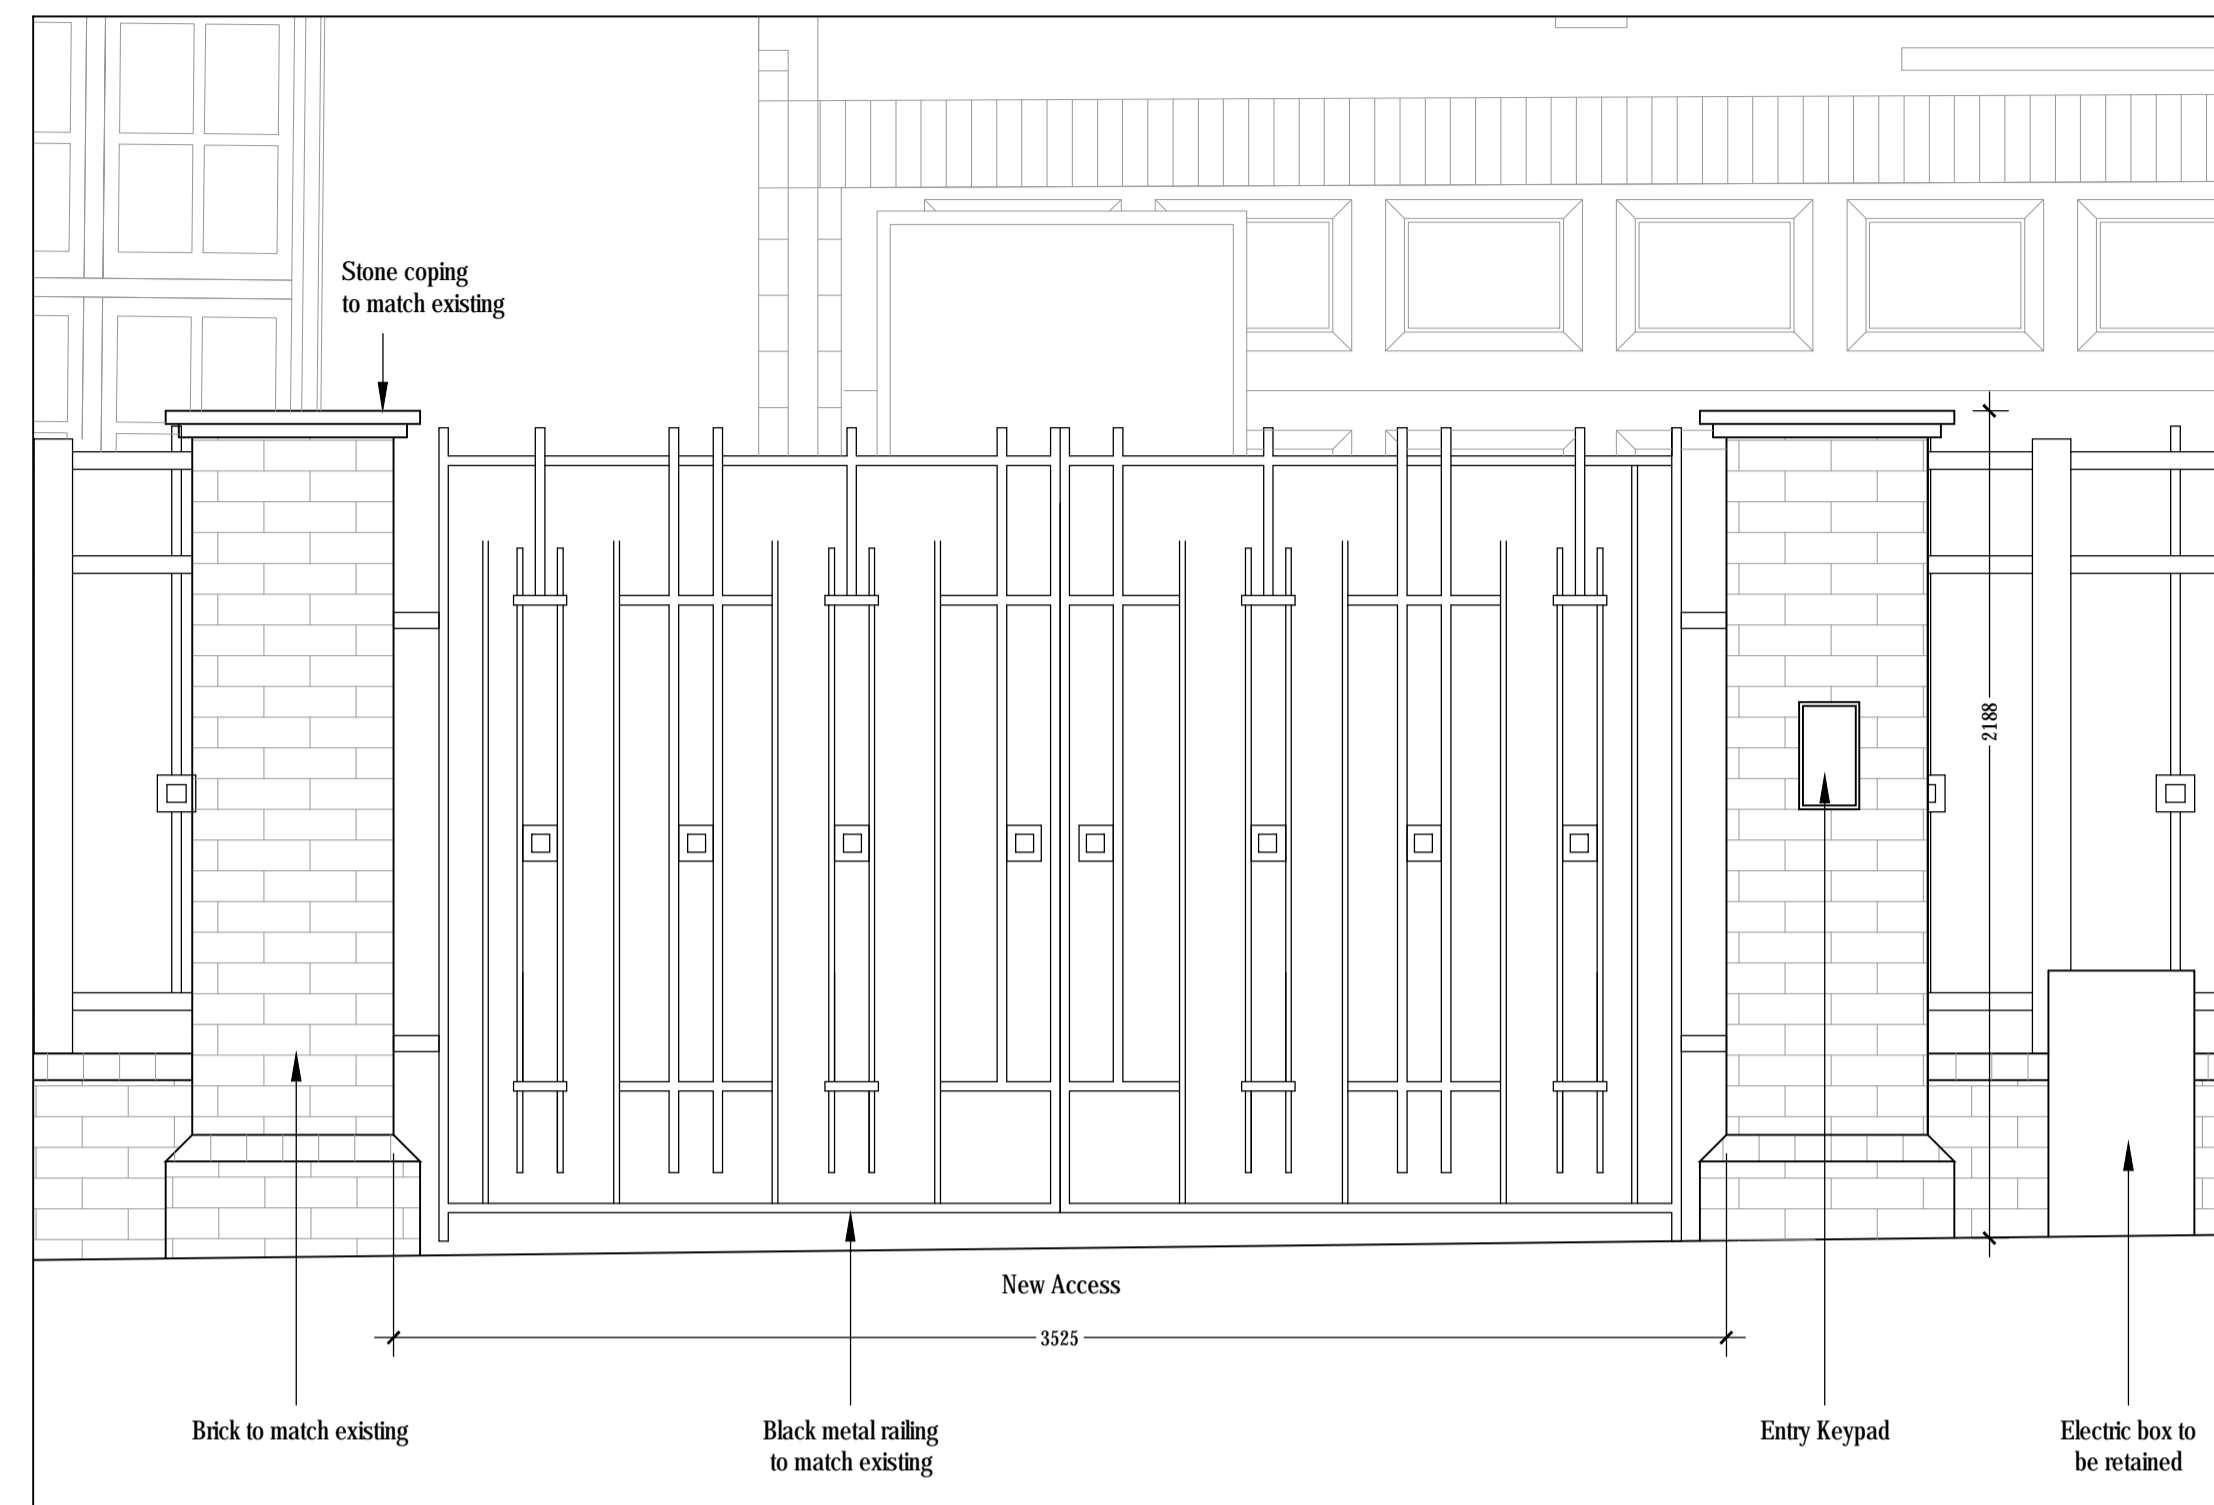 Stone coping
to match existing
2188
New Access
3525
Brick to match existing
Black metal railing
to match existing
Entry Keypad
Electric box to
be retained